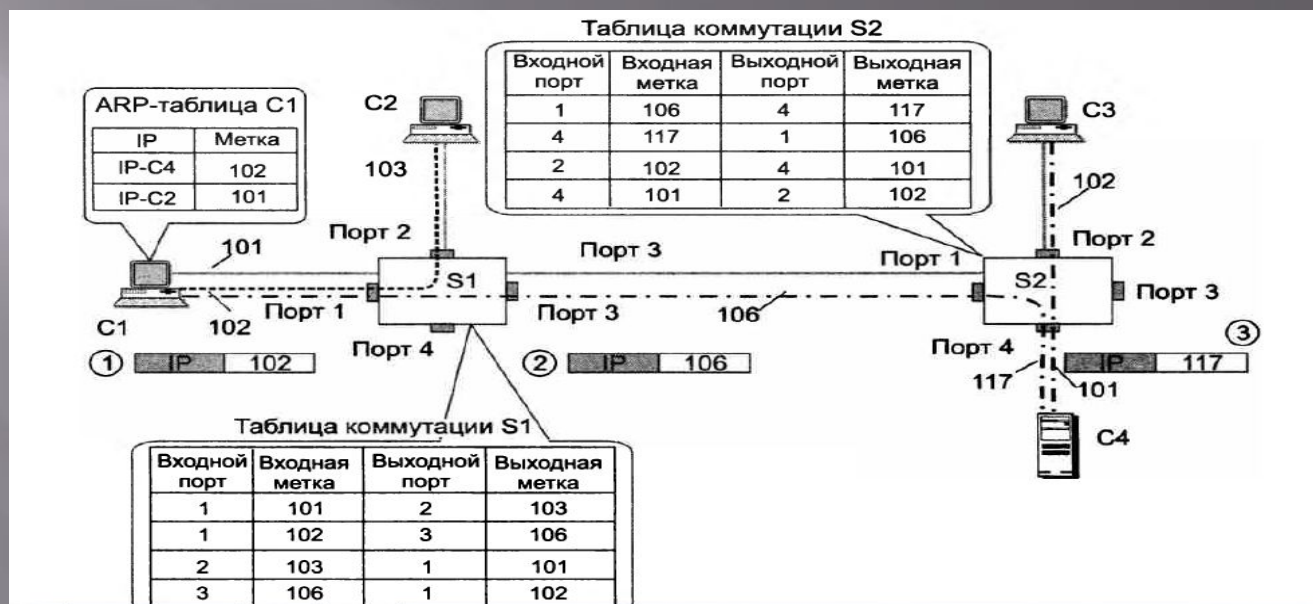 Таблица коммутации S2
Входной порт Входная метка Выходной порт Выходная метка
1 106 4 117
4 117 1 106
2 102 4 101
4 101 2 102
ARP-таблица C1
IP Метка
IP-C4 102
IP-C2 101
C2
103
C3
102
Порт 2
101
Порт 3
Порт 1
Порт 2
S1
S2
Порт 3
C1
102
Порт 1
Порт 3
106
Порт 4
Порт 4
1 IP 102
2 IP 106
3 IP 117
117
101
C4
Таблица коммутации S1
Входной порт Входная метка Выходной порт Выходная метка
1 101 2 103
1 102 3 106
2 103 1 101
3 106 1 102